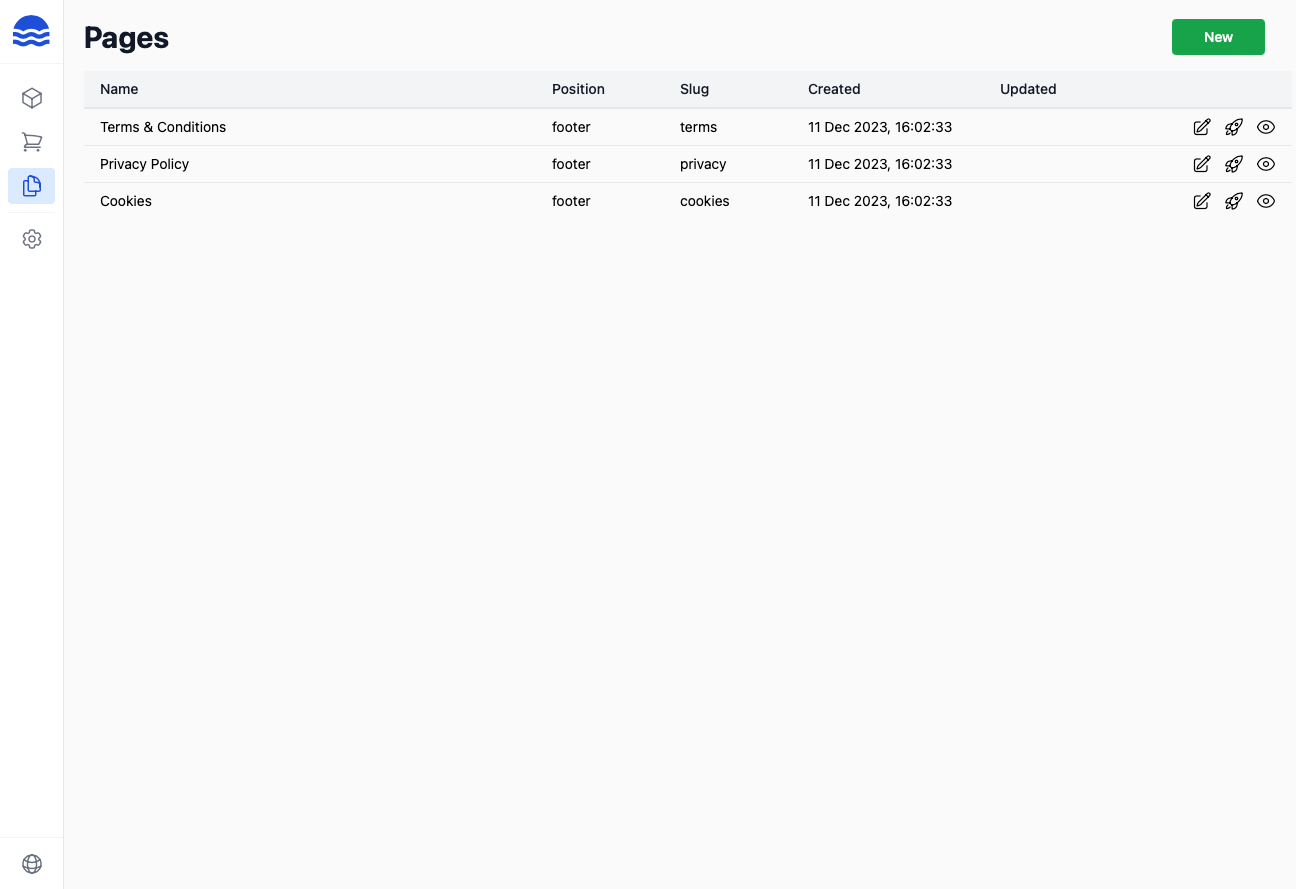 Pages
New
Name Position Slug Created Updated
Terms & Conditions footer terms 11 Dec 2023, 16:02:33
Privacy Policy footer privacy 11 Dec 2023, 16:02:33
Cookies footer cookies 11 Dec 2023, 16:02:33